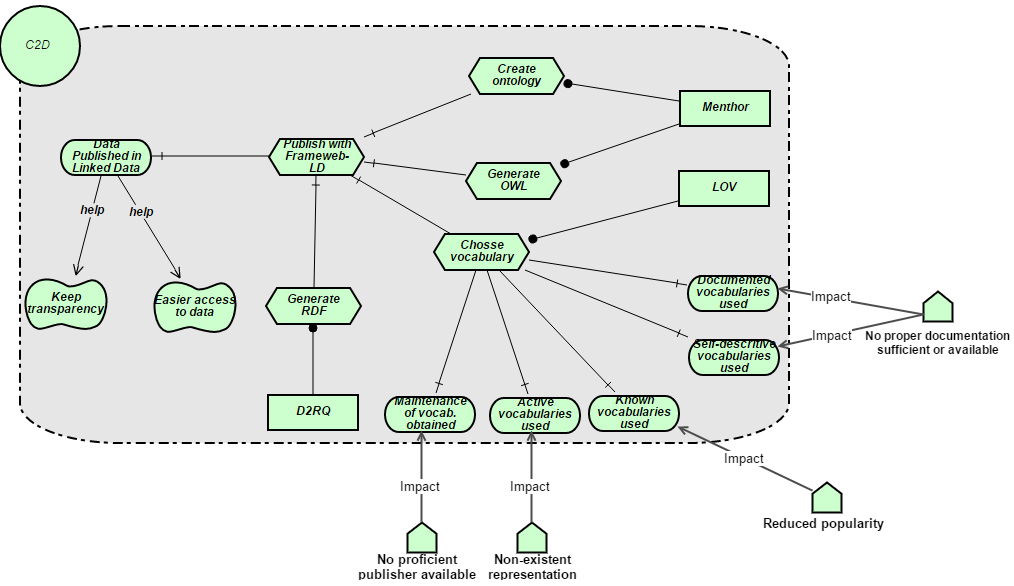 C2D
Create
ontology
Menthor
Data
Published in
Linked Data
Publish with
Frameweb-
LD
Generate
OWL
LOV
help
help
Chosse
vocabulary
Keep
transparency
Easier access
to data
Generate
RDF
Documented
vocabularies
used
Impact
Impact
No proper documentation
sufficient or available
Self-descritive
vocabularies
used
D2RQ
Maintenance
of vocab.
obtained
Active
vocabularies
used
Known
vocabularies
used
Impact
Impact
Impact
Reduced popularity
No proficient
publisher available
Non-existent
representation